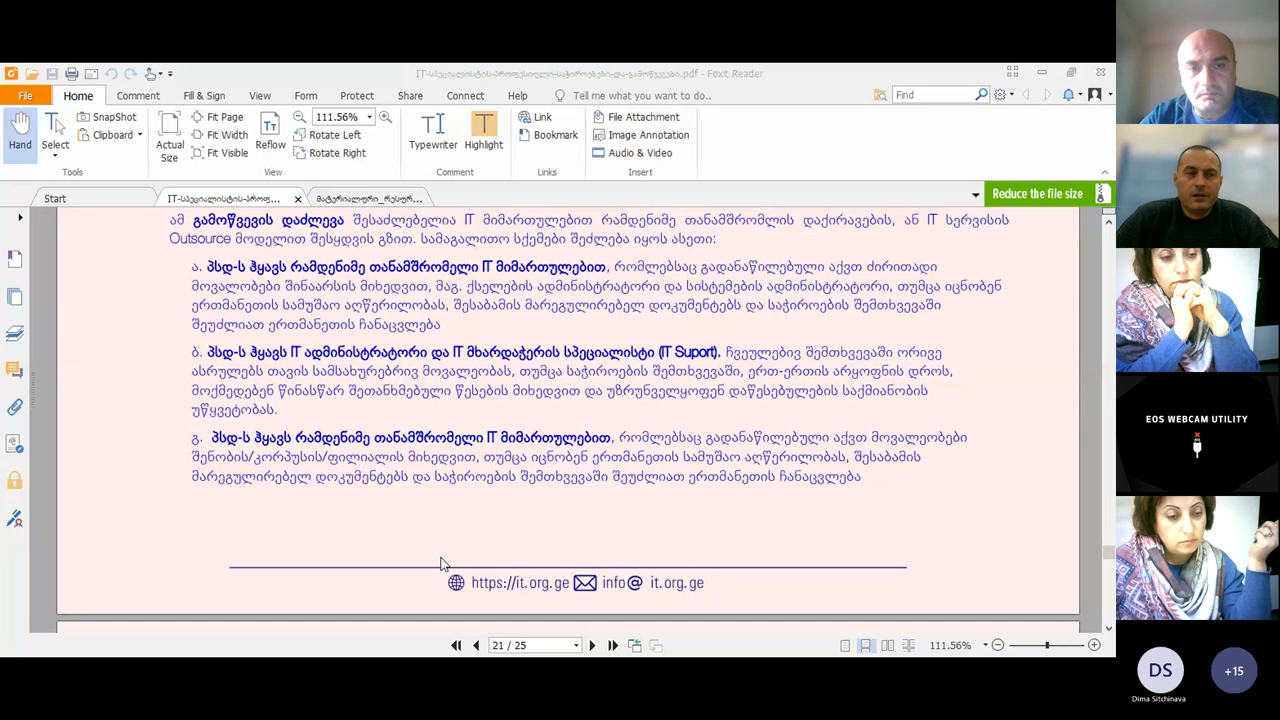 IT-სპეციალისტის-პროფესიული-საჭიროებები-და-გამოწვევები.pdf - Foxit Reader
File Home Comment Fill & Sign View Form Protect Share Connect Help Tell me what you want to do.. Find
Hand
Select
SnapShot
Clipboard
Tools
Actual Size
Fit Page
Fit Width
Fit Visible
Reflow
111.56%
Rotate Left
Rotate Right
View
Typewriter
Highlight
Comment
Link
Bookmark
Links
File Attachment
Image Annotation
Audio & Video
Insert
Start IT-სპეციალისტის-პროფ... მატერიალური_რესურ... Reduce the file size
ამ გამოწვევის დაძლევა შესაძლებელია IT მიმართულებით რამდენიმე თანამშრომლის დაქირავების, ან IT სერვისის
Outsource მოდელით შესყდვის გზით. სამაგალითო სქემები შეძლება იყოს ასეთი:
ა. პსდ-ს ჰყავს რამდენიმე თანამშრომელი IT მიმართულებით, რომლებსაც გადანაწილებული აქვთ ძირითადი
მოვალობები შინაარსის მიხედვით, მაგ. ქსელების ადმინისტრატორი და სისტემების ადმინისტრატორი, თუმცა იცნობენ
ერთმანეთის სამუშაო აღწერილობას, შესაბამის მარეგულირებელ დოკუმენტებს და საჭიროების შემთხვევაში
შეუძლიათ ერთმანეთის ჩანაცვლება
ბ. პსდ-ს ჰყავს IT ადმინისტრატორი და IT მხარდაჭერის სპეციალისტი (IT Suport). ჩვეულებივ შემთხვევაში ორივე
ასრულებს თავის სამსახურებრივ მოვალეობას, თუმცა საჭიროების შემთხვევაში, ერთ-ერთის არყოფნის დროს,
მოქმედებენ წინასწარ შეთანხმებული წესების მიხედვით და უზრუნველყოფენ დაწესებულების საქმიანობის
უწყვეტობას.
გ. პსდ-ს ჰყავს რამდენიმე თანამშრომელი IT მიმართულებით, რომლებსაც გადანაწილებული აქვთ მოვალეობები
შენობის/კორპუსის/ფილიალის მიხედვით, თუმცა იცნობენ ერთმანეთის სამუშაო აღწერილობას, შესაბამის
მარეგულირებელ დოკუმენტებს და საჭიროების შემთხვევაში შეუძლიათ ერთმანეთის ჩანაცვლება
https://it.org.ge info@ it.org.ge
21 / 25
111.56%
EOS WEBCAM UTILITY
DS
Dima Sitchinava
+15